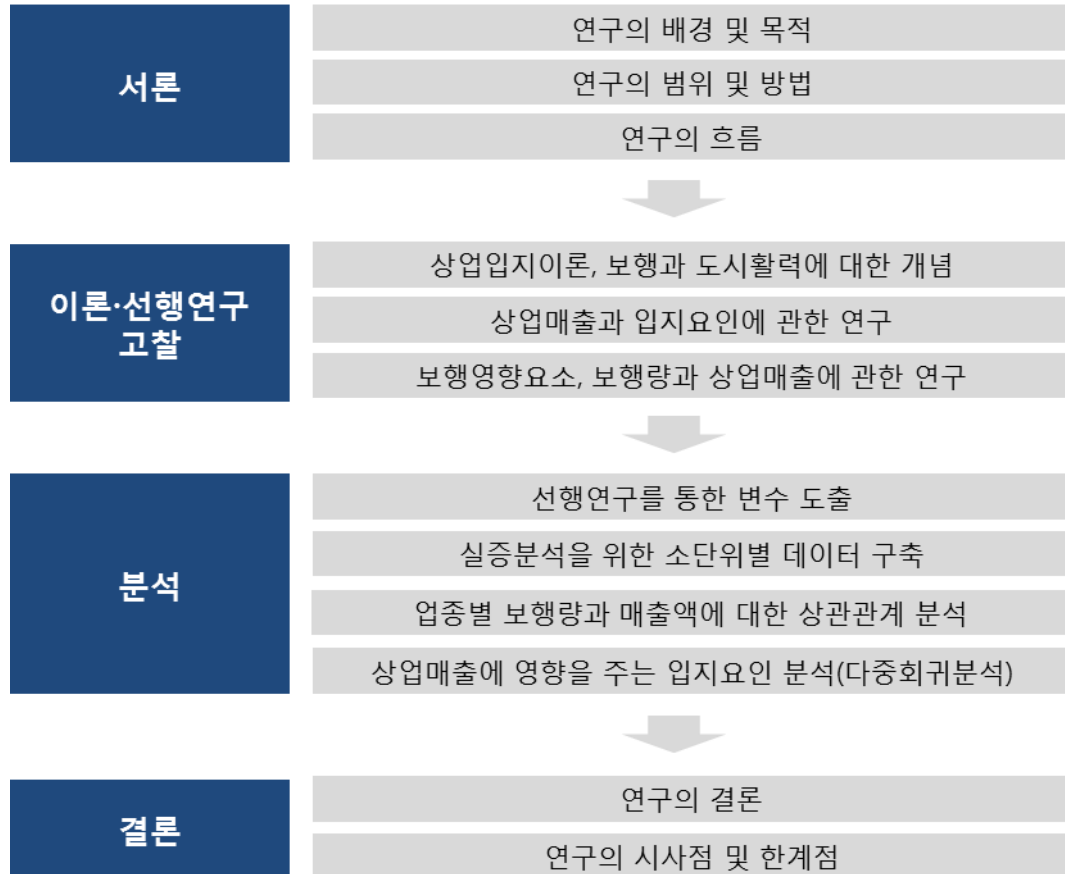 서론
연구의 배경 및 목적
연구의 범위 및 방법
연구의 흐름
이론·선행연구
고찰
상업입지이론, 보행과 도시활력에 대한 개념
상업매출과 입지요인에 관한 연구
보행영향요소, 보행량과 상업매출에 관한 연구
분석
선행연구를 통한 변수 도출
실증분석을 위한 소단위별 데이터 구축
업종별 보행량과 매출액에 대한 상관관계 분석
상업매출에 영향을 주는 입지요인 분석(다중회귀분석)
결론
연구의 결론
연구의 시사점 및 한계점